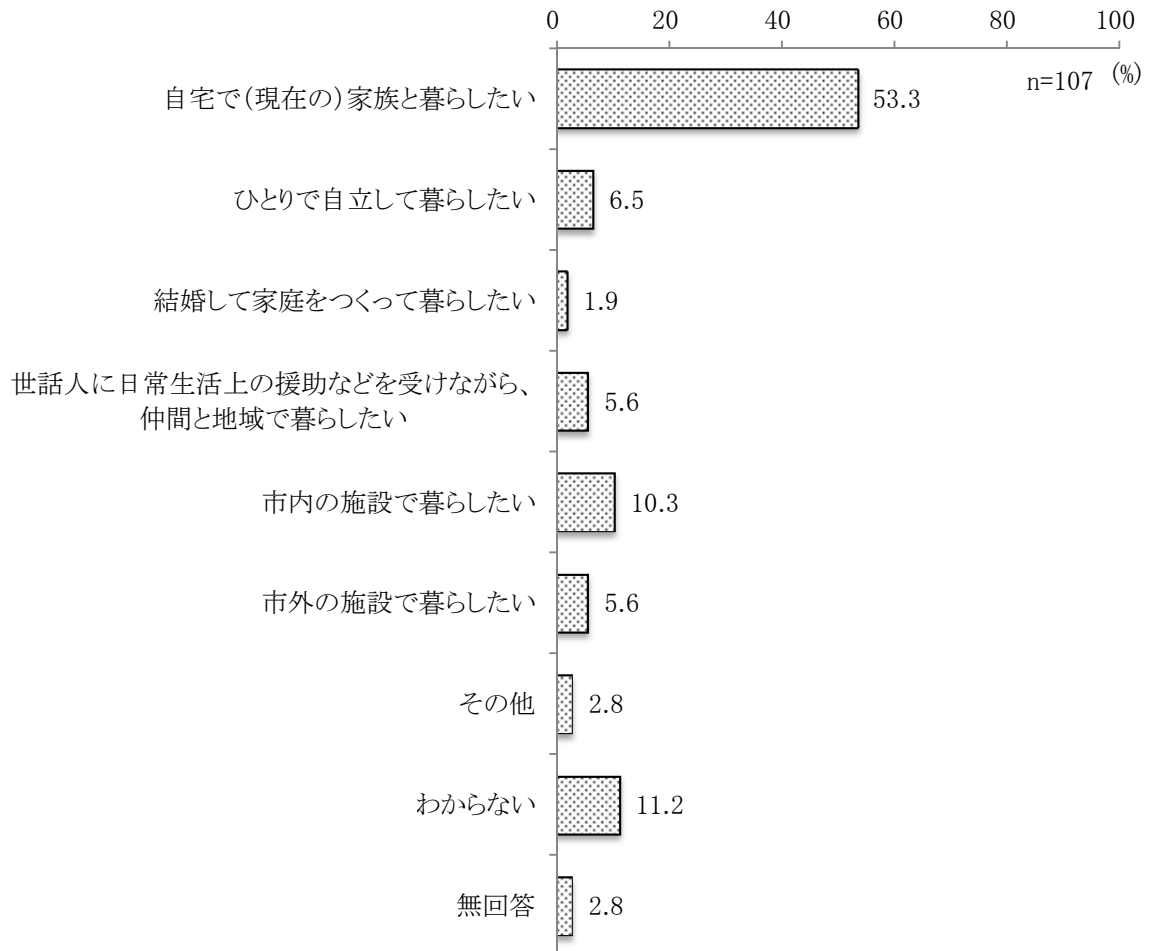 0 20 40 60 80 100
n=107 (%)
自宅で(現在の)家族と暮らしたい 53.3
ひとりで自立して暮らしたい 6.5
結婚して家庭をつくって暮らしたい 1.9
世話人に日常生活上の援助などを受けながら、
仲間と地域で暮らしたい 5.6
市内の施設で暮らしたい 10.3
市外の施設で暮らしたい 5.6
その他 2.8
わからない 11.2
無回答 2.8